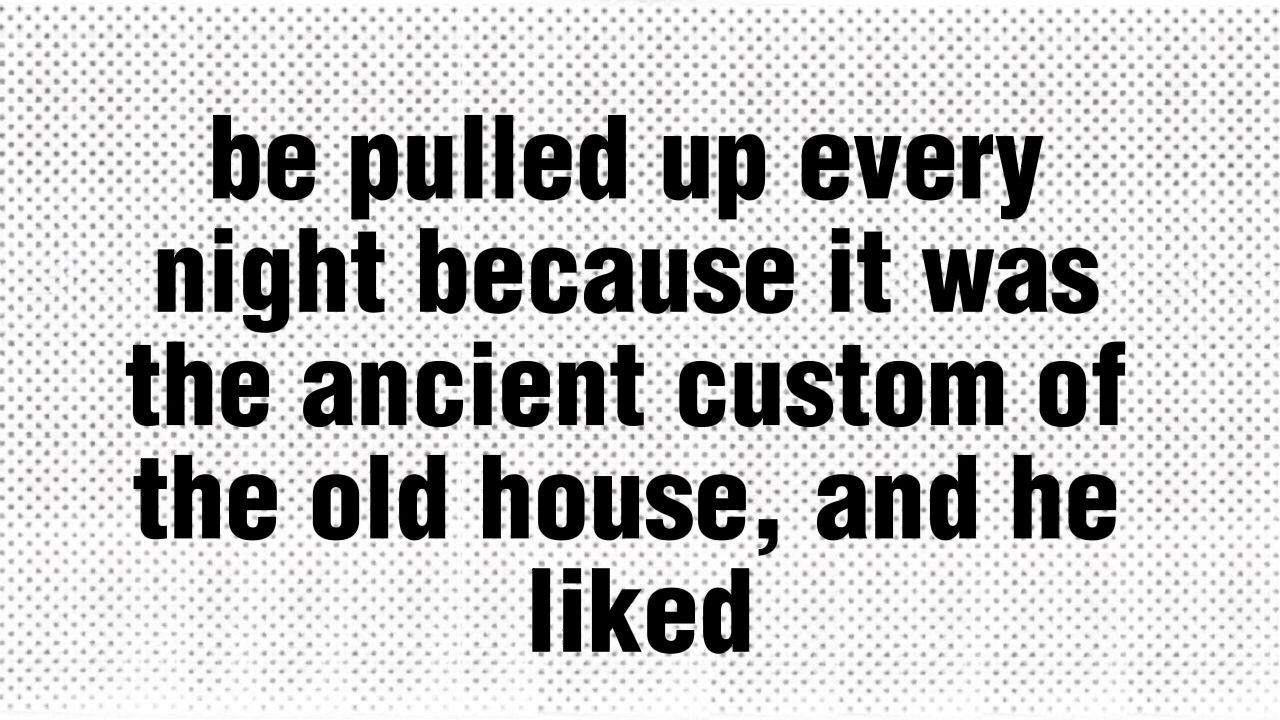 be pulled up every
night because it was
the ancient custom of
the old house, and he
liked